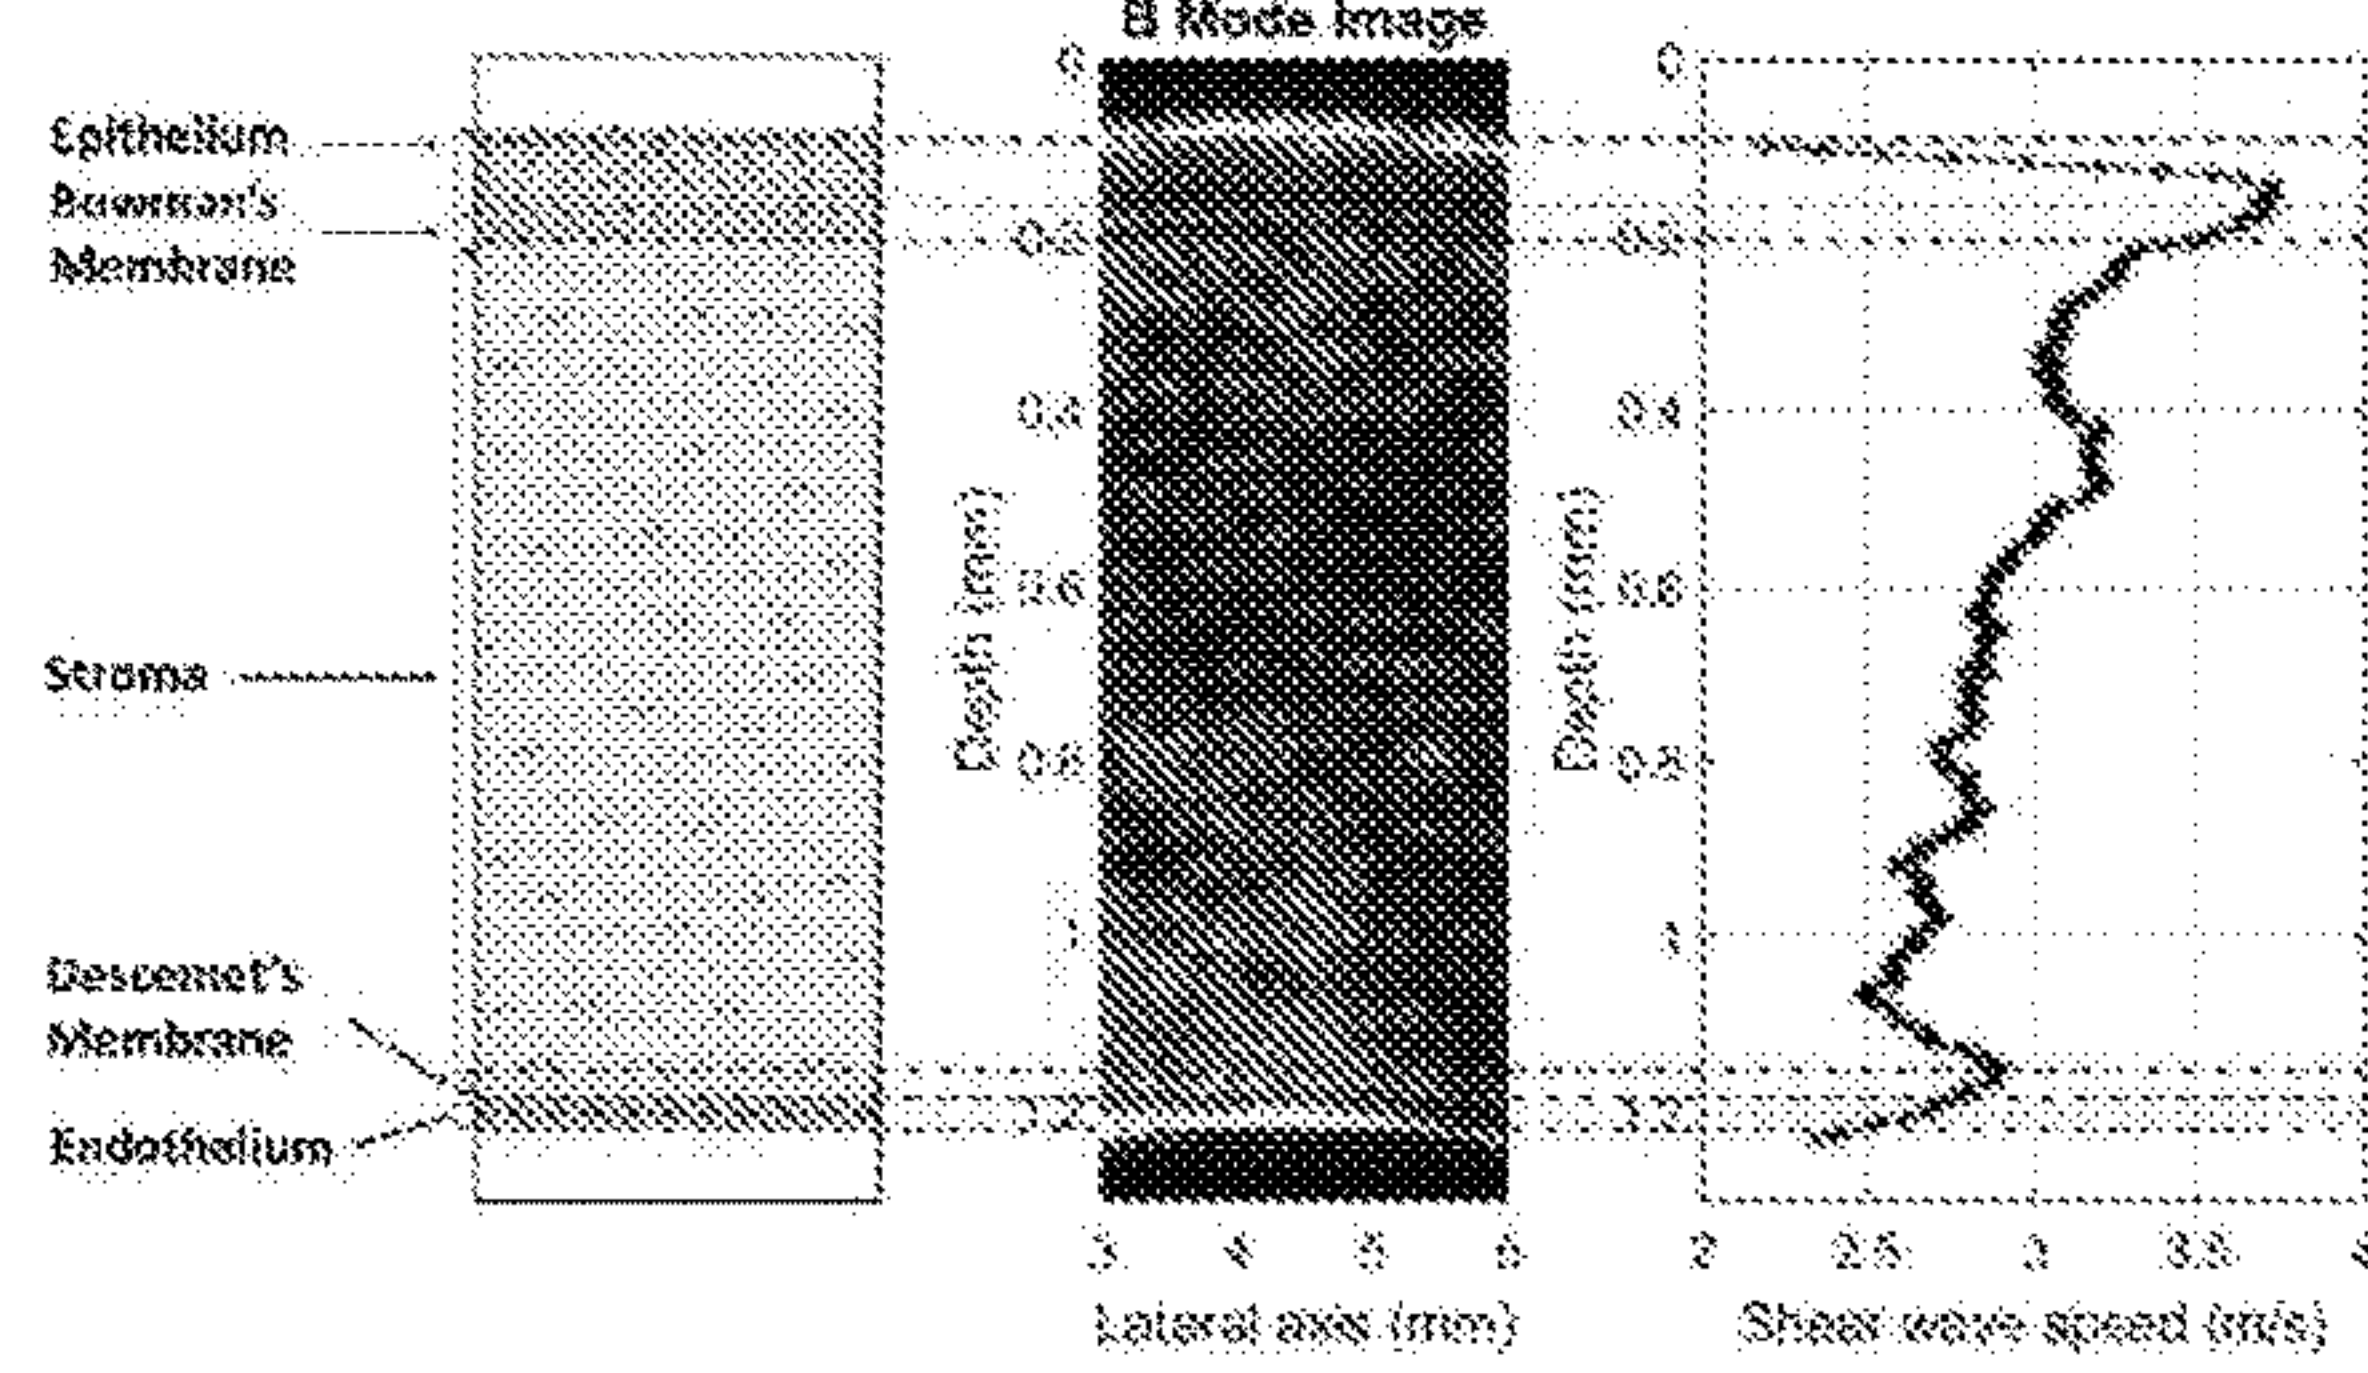 B Mode Image
Epithelium
Bowman's
Membrane
Stroma
Descemet's
Membrane
Endothelium
Depth (mm)
0
0.2
0.4
0.6
0.8
1
1.2
3 4 5 6
Lateral axis (mm)
Depth (mm)
0
0.2
0.4
0.6
0.8
1
1.2
2 2.5 3 3.5 4
Shear wave speed (m/s)